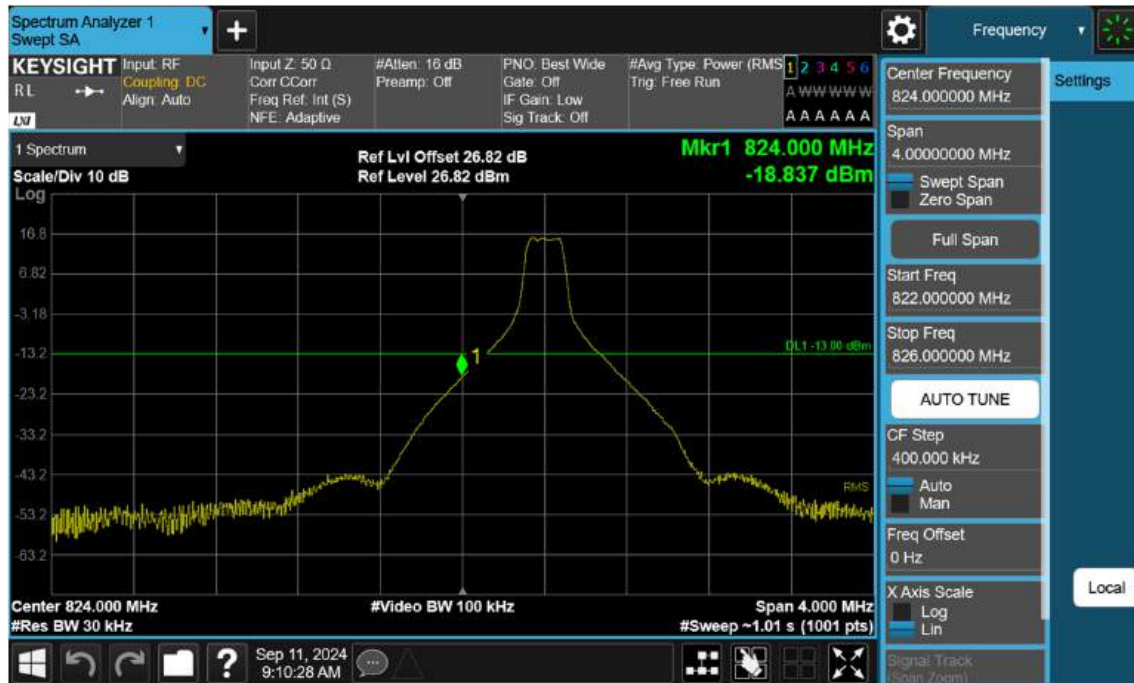 Spectrum Analyzer 1
Swept SA
+
Frequency
KEYSIGHT
RL
LXI
Input: RF
Coupling: DC
Align: Auto
Input Z: 50 Ω
Corr CCorr
Freq Ref: Int (S)
NFE: Adaptive
#Atten: 16 dB
Preamp: Off
PNO: Best Wide
Gate: Off
IF Gain: Low
Sig Track: Off
#Avg Type: Power (RMS
Trig: Free Run
1 2 3 4 5 6
A W W W W W
A A A A A A
Settings
1 Spectrum
Scale/Div 10 dB
Ref Lvl Offset 26.82 dB
Ref Level 26.82 dBm
Mkr1 824.000 MHz
-18.837 dBm
Log
16.8
6.82
-3.18
-13.2
-23.2
-33.2
-43.2
-53.2
-63.2
1
DL1 -13.00 dBm
RMS
Center 824.000 MHz
#Res BW 30 kHz
#Video BW 100 kHz
Span 4.000 MHz
#Sweep ~1.01 s (1001 pts)
Center Frequency
824.000000 MHz
Span
4.00000000 MHz
Swept Span
Zero Span
Full Span
Start Freq
822.000000 MHz
Stop Freq
826.000000 MHz
AUTO TUNE
CF Step
400.000 kHz
Auto
Man
Freq Offset
0 Hz
X Axis Scale
Log
Lin
Signal Track
(Span Zoom)
Local
?
Sep 11, 2024
9:10:28 AM